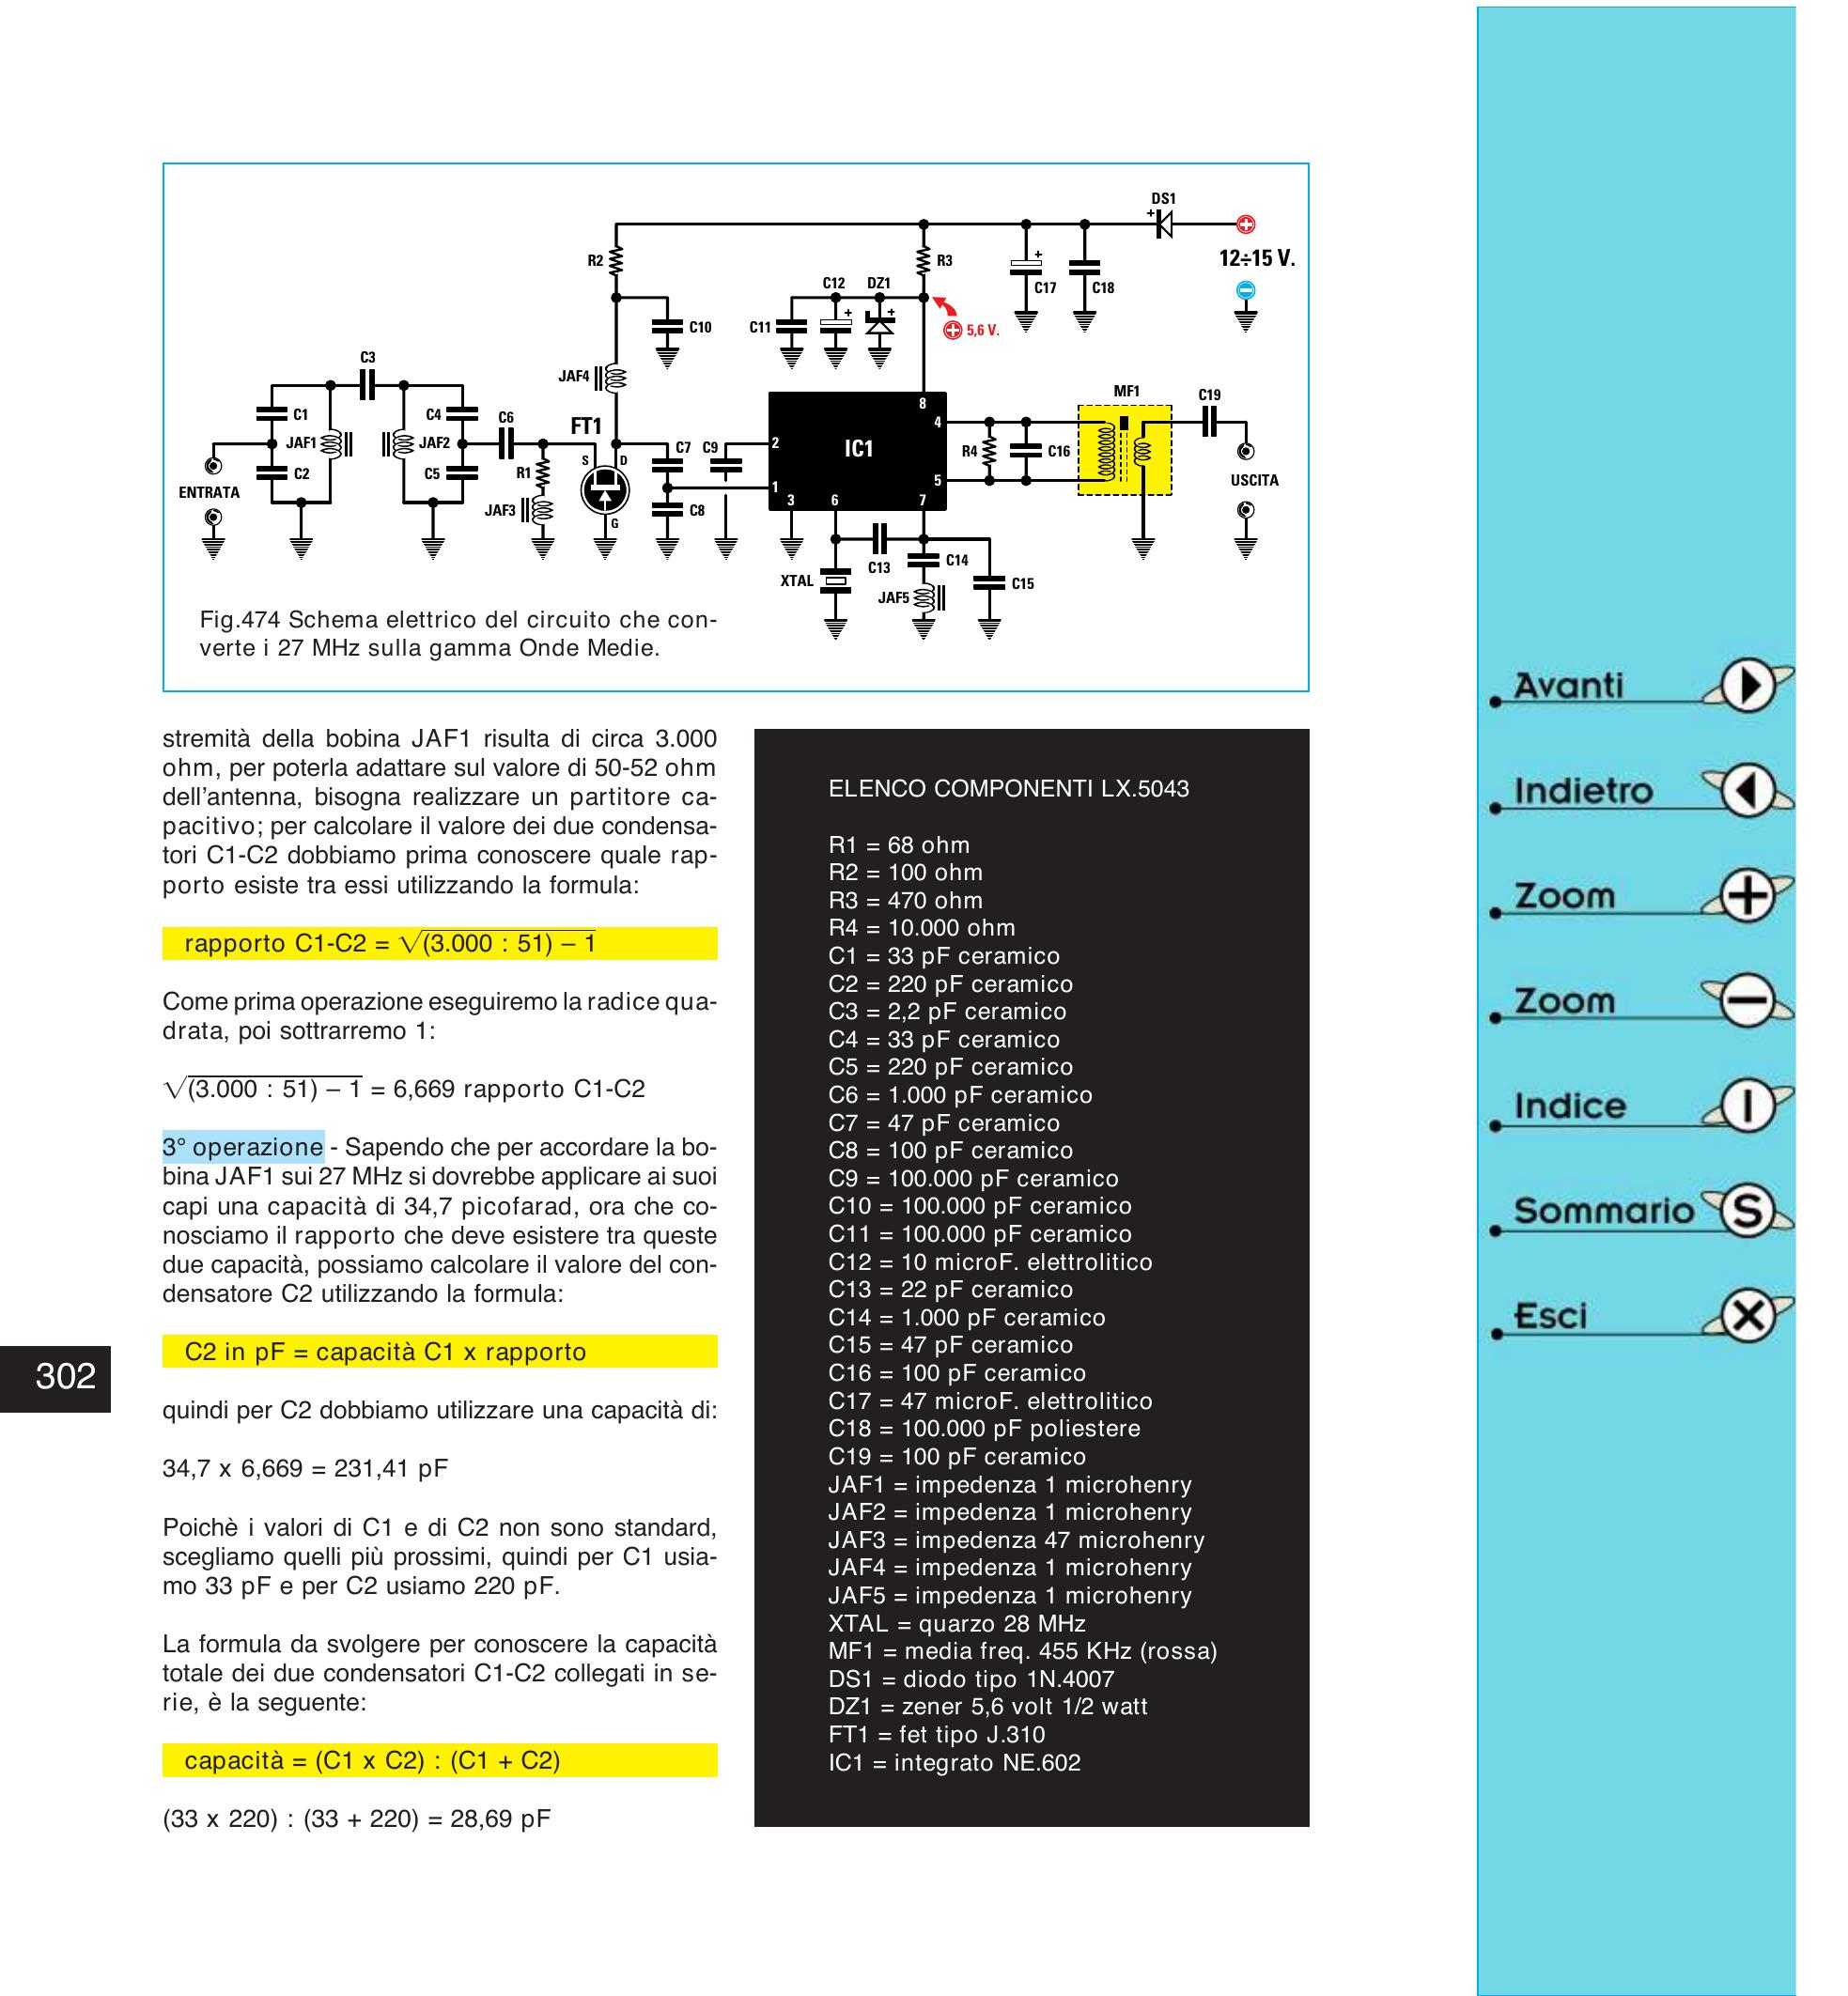 DS1
12÷15 V.
R2
R3
C17
C18
C12
DZ1
C11
C10
5,6 V.
JAF4
C3
C1
JAF1
C2
ENTRATA
C4
JAF2
C5
C6
R1
JAF3
FT1
S
D
G
C7
C9
C8
IC1
8
2
1
3
6
7
4
5
R4
C16
MF1
C19
USCITA
XTAL
C13
C14
JAF5
C15
Fig.474 Schema elettrico del circuito che con-
verte i 27 MHz sulla gamma Onde Medie.
stremità della bobina JAF1 risulta di circa 3.000
ohm, per poterla adattare sul valore di 50-52 ohm
dell'antenna, bisogna realizzare un partitore ca-
pacitivo; per calcolare il valore dei due condensa-
tori C1-C2 dobbiamo prima conoscere quale rap-
porto esiste tra essi utilizzando la formula:
rapporto C1-C2 = √(3.000 : 51) – 1
Come prima operazione eseguiremo la radice qua-
drata, poi sottrarremo 1:
√(3.000 : 51) – 1 = 6,669 rapporto C1-C2
3° operazione - Sapendo che per accordare la bo-
bina JAF1 sui 27 MHz si dovrebbe applicare ai suoi
capi una capacità di 34,7 picofarad, ora che co-
nosciamo il rapporto che deve esistere tra queste
due capacità, possiamo calcolare il valore del con-
densatore C2 utilizzando la formula:
C2 in pF = capacità C1 x rapporto
quindi per C2 dobbiamo utilizzare una capacità di:
34,7 x 6,669 = 231,41 pF
Poichè i valori di C1 e di C2 non sono standard,
scegliamo quelli più prossimi, quindi per C1 usia-
mo 33 pF e per C2 usiamo 220 pF.
La formula da svolgere per conoscere la capacità
totale dei due condensatori C1-C2 collegati in se-
rie, è la seguente:
capacità = (C1 x C2) : (C1 + C2)
(33 x 220) : (33 + 220) = 28,69 pF
302
ELENCO COMPONENTI LX.5043
R1 = 68 ohm
R2 = 100 ohm
R3 = 470 ohm
R4 = 10.000 ohm
C1 = 33 pF ceramico
C2 = 220 pF ceramico
C3 = 2,2 pF ceramico
C4 = 33 pF ceramico
C5 = 220 pF ceramico
C6 = 1.000 pF ceramico
C7 = 47 pF ceramico
C8 = 100 pF ceramico
C9 = 100.000 pF ceramico
C10 = 100.000 pF ceramico
C11 = 100.000 pF ceramico
C12 = 10 microF. elettrolitico
C13 = 22 pF ceramico
C14 = 1.000 pF ceramico
C15 = 47 pF ceramico
C16 = 100 pF ceramico
C17 = 47 microF. elettrolitico
C18 = 100.000 pF poliestere
C19 = 100 pF ceramico
JAF1 = impedenza 1 microhenry
JAF2 = impedenza 1 microhenry
JAF3 = impedenza 47 microhenry
JAF4 = impedenza 1 microhenry
JAF5 = impedenza 1 microhenry
XTAL = quarzo 28 MHz
MF1 = media freq. 455 KHz (rossa)
DS1 = diodo tipo 1N.4007
DZ1 = zener 5,6 volt 1/2 watt
FT1 = fet tipo J.310
IC1 = integrato NE.602
Avanti
Indietro
Zoom +
Zoom −
Indice I
Sommario S
Esci X